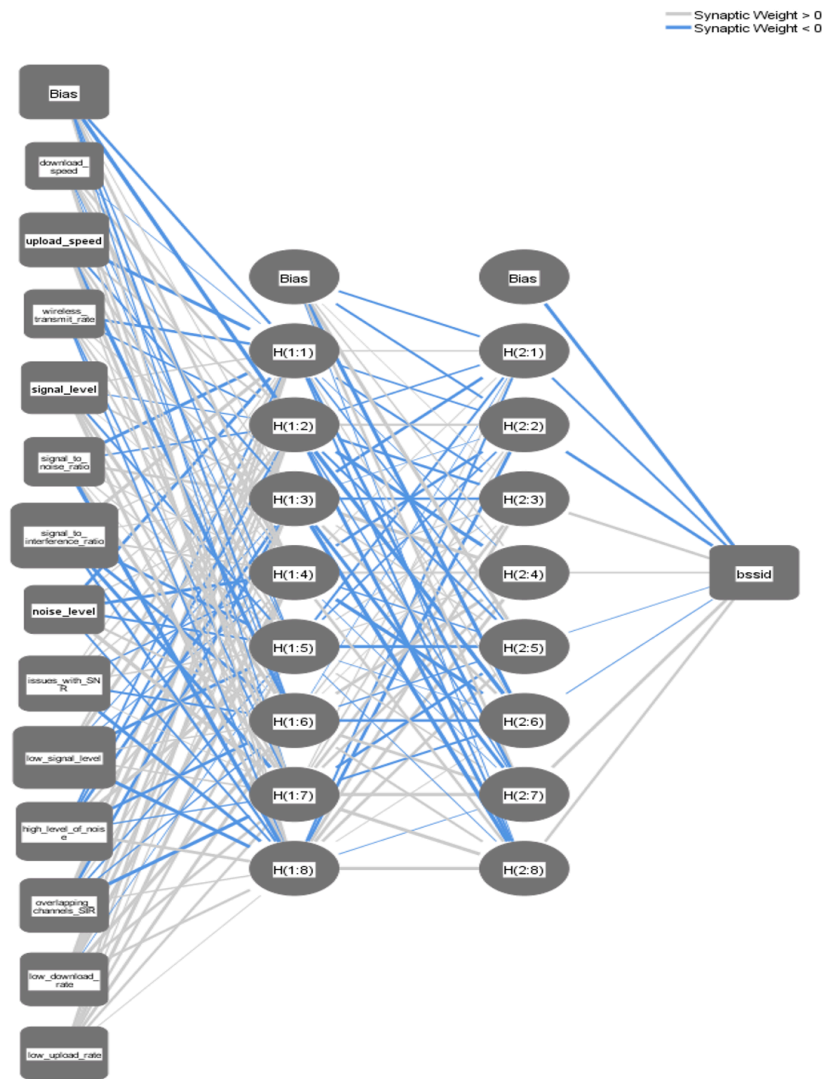 Synaptic Weight > 0
Synaptic Weight < 0
Bias
download_
speed
upload_speed
wireless_
transmit_rate
signal_level
signal_to_
noise_ratio
signal_to_
interference_ratio
noise_level
issues_with_SN
R
low_signal_level
high_level_of_nois
e
overlapping_
channels_SIR
low_download_
rate
low_upload_rate
Bias
H(1:1)
H(1:2)
H(1:3)
H(1:4)
H(1:5)
H(1:6)
H(1:7)
H(1:8)
Bias
H(2:1)
H(2:2)
H(2:3)
H(2:4)
H(2:5)
H(2:6)
H(2:7)
H(2:8)
bssid